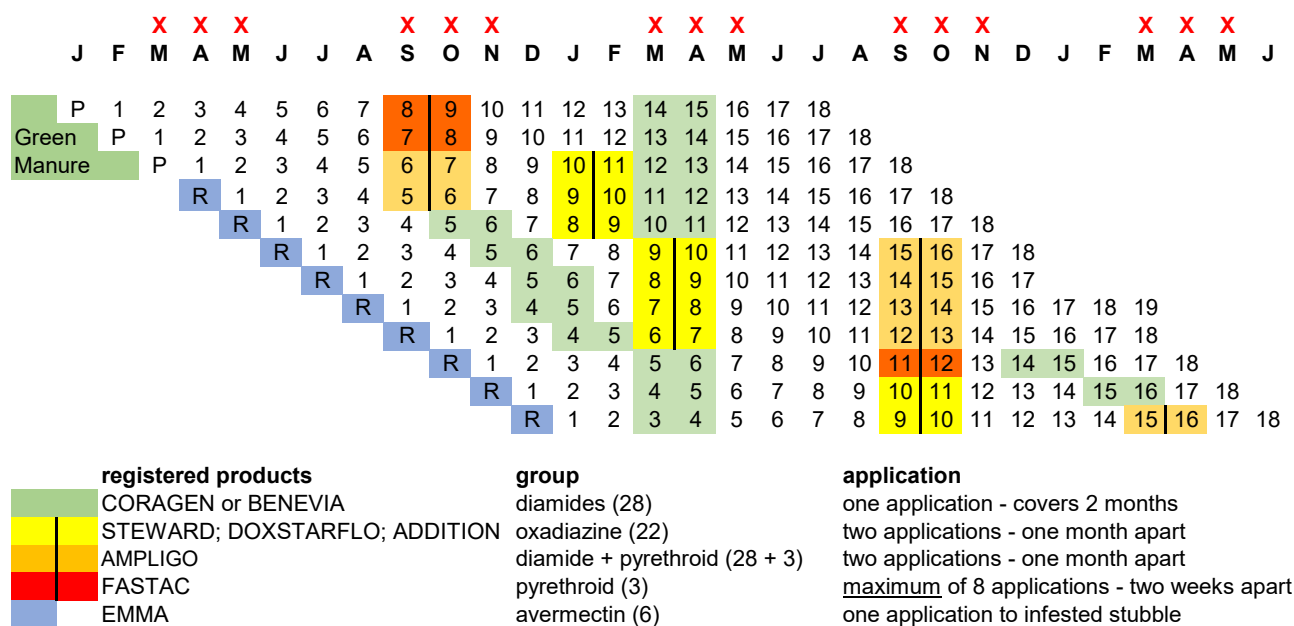 X X X X X X X X X X X X X X X
J F M A M J J A S O N D J F M A M J J A S O N D J F M A M J
P 1 2 3 4 5 6 7 8 9 10 11 12 13 14 15 16 17 18
Green P 1 2 3 4 5 6 7 8 9 10 11 12 13 14 15 16 17 18
Manure P 1 2 3 4 5 6 7 8 9 10 11 12 13 14 15 16 17 18
R 1 2 3 4 5 6 7 8 9 10 11 12 13 14 15 16 17 18
R 1 2 3 4 5 6 7 8 9 10 11 12 13 14 15 16 17 18
R 1 2 3 4 5 6 7 8 9 10 11 12 13 14 15 16 17 18
R 1 2 3 4 5 6 7 8 9 10 11 12 13 14 15 16 17
R 1 2 3 4 5 6 7 8 9 10 11 12 13 14 15 16 17 18 19
R 1 2 3 4 5 6 7 8 9 10 11 12 13 14 15 16 17 18
R 1 2 3 4 5 6 7 8 9 10 11 12 13 14 15 16 17 18
R 1 2 3 4 5 6 7 8 9 10 11 12 13 14 15 16 17 18
R 1 2 3 4 5 6 7 8 9 10 11 12 13 14 15 16 17 18
registered products group application
CORAGEN or BENEVIA diamides (28) one application - covers 2 months
STEWARD; DOXSTARFLO; ADDITION oxadiazine (22) two applications - one month apart
AMPLIGO diamide + pyrethroid (28 + 3) two applications - one month apart
FASTAC pyrethroid (3) maximum of 8 applications - two weeks apart
EMMA avermectin (6) one application to infested stubble